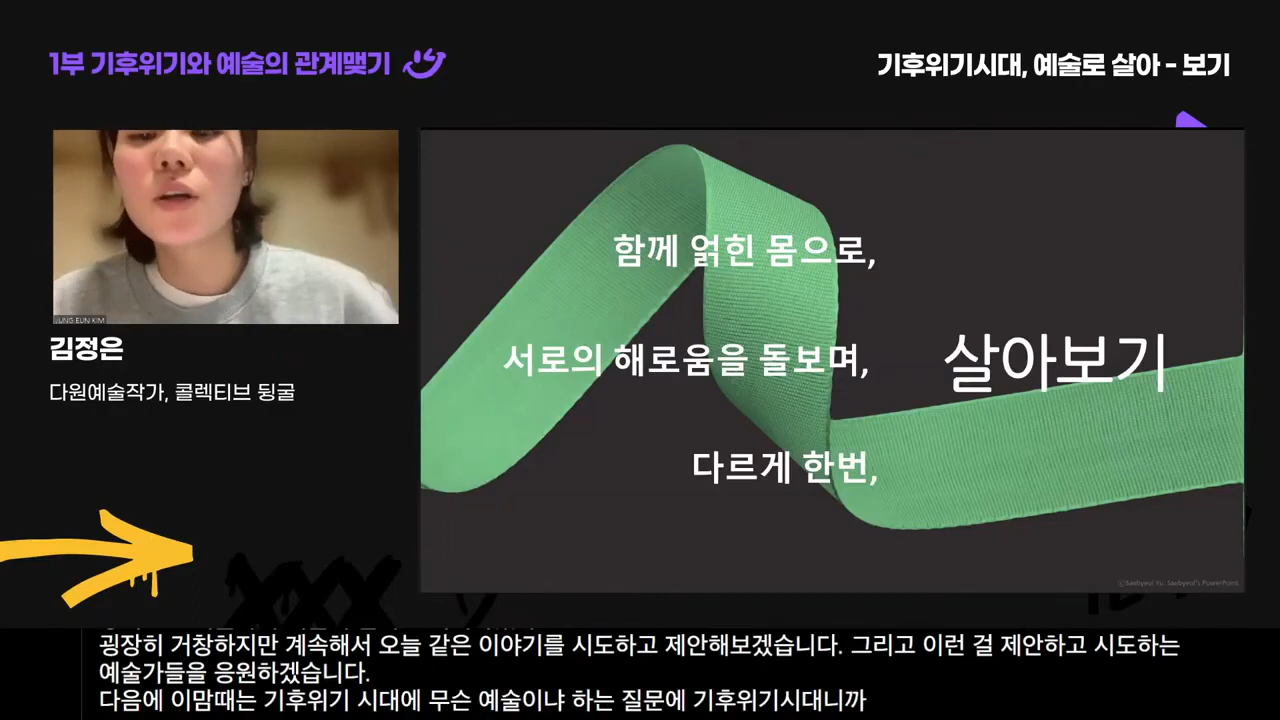 1부 기후위기와 예술의 관계맺기
기후위기시대, 예술로 살아 - 보기
JUNG EUN KIM
김정은
다원예술작가, 콜렉티브 뒹굴
함께 얽힌 몸으로,
서로의 해로움을 돌보며,
살아보기
다르게 한번,
ⓒSaebyeol Yu. Saebyeol's PowerPoint
굉장히 거창하지만 계속해서 오늘 같은 이야기를 시도하고 제안해보겠습니다. 그리고 이런 걸 제안하고 시도하는
예술가들을 응원하겠습니다.
다음에 이맘때는 기후위기 시대에 무슨 예술이냐 하는 질문에 기후위기시대니까